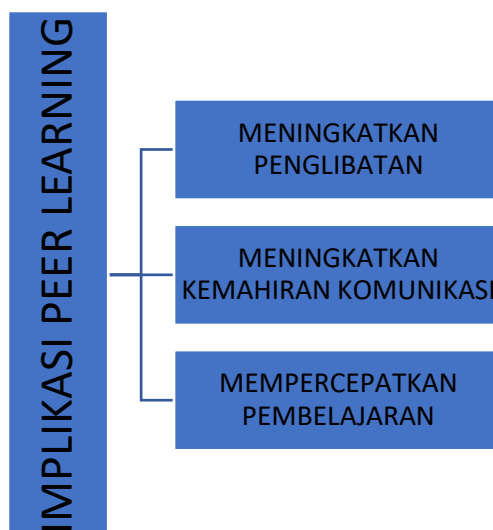 IMPLIKASI PEER LEARNING
MENINGKATKAN
PENGLIBATAN
MENINGKATKAN
KEMAHIRAN KOMUNIKASI
MEMPERCEPATKAN
PEMBELAJARAN